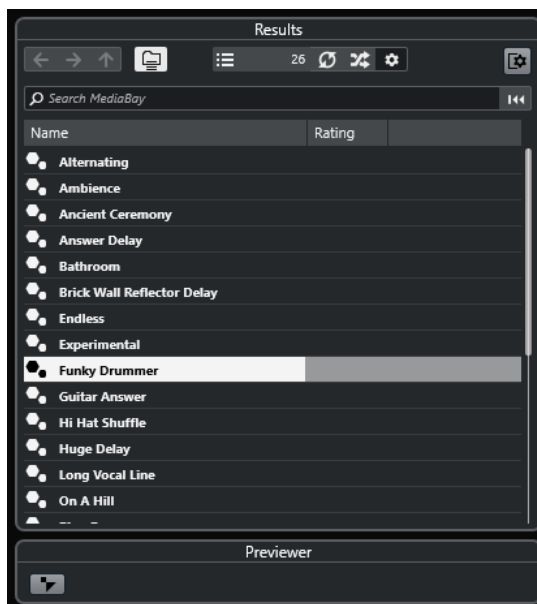 Results
26
Search MediaBay
Name Rating
Alternating
Ambience
Ancient Ceremony
Answer Delay
Bathroom
Brick Wall Reflector Delay
Endless
Experimental
Funky Drummer
Guitar Answer
Hi Hat Shuffle
Huge Delay
Long Vocal Line
On A Hill
Previewer